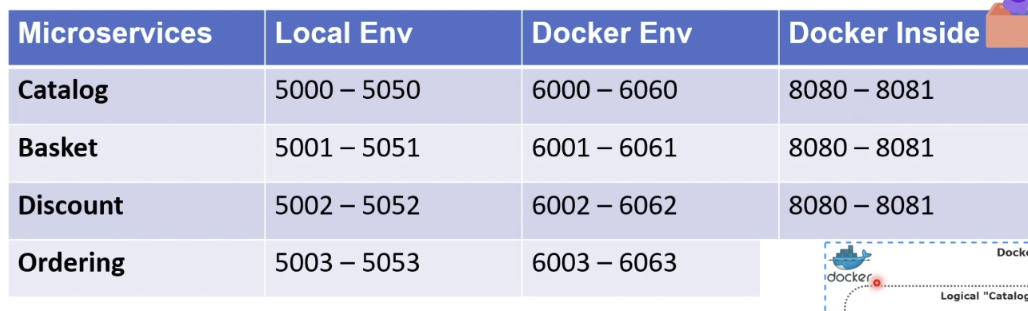 Microservices Local Env Docker Env Docker Inside
Catalog 5000 – 5050 6000 – 6060 8080 – 8081
Basket 5001 – 5051 6001 – 6061 8080 – 8081
Discount 5002 – 5052 6002 – 6062 8080 – 8081
Ordering 5003 – 5053 6003 – 6063
docker
Logical "Catalog